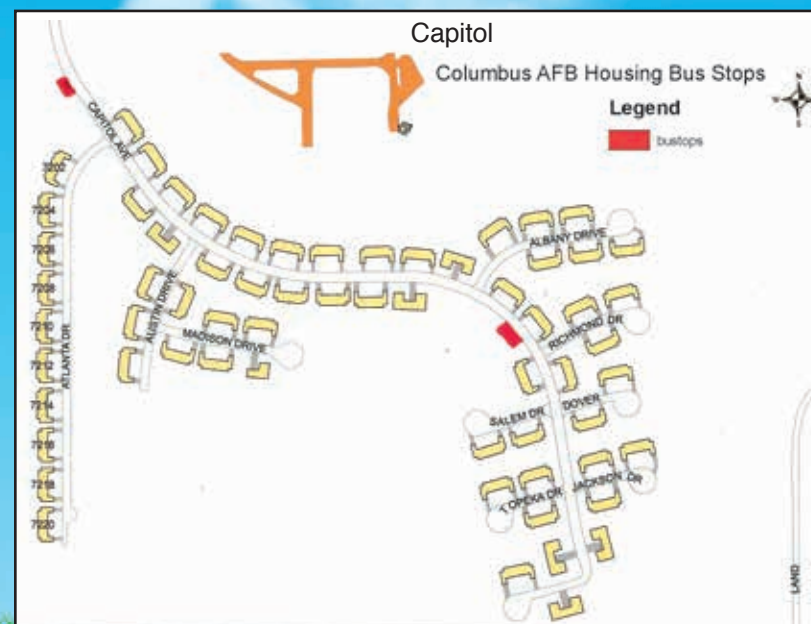 Capitol
Columbus AFB Housing Bus Stops
Legend
bustops
N
W
E
S
CAPITOL AVE
7202
7204
7206
7208
7210
7212
7214
7216
7218
7220
ATLANTA DR
AUSTIN DRIVE
MADISON DRIVE
ALBANY DRIVE
RICHMOND DR
SALEM DR
DOVER
TOPEKA DR
JACKSON DR
LAND